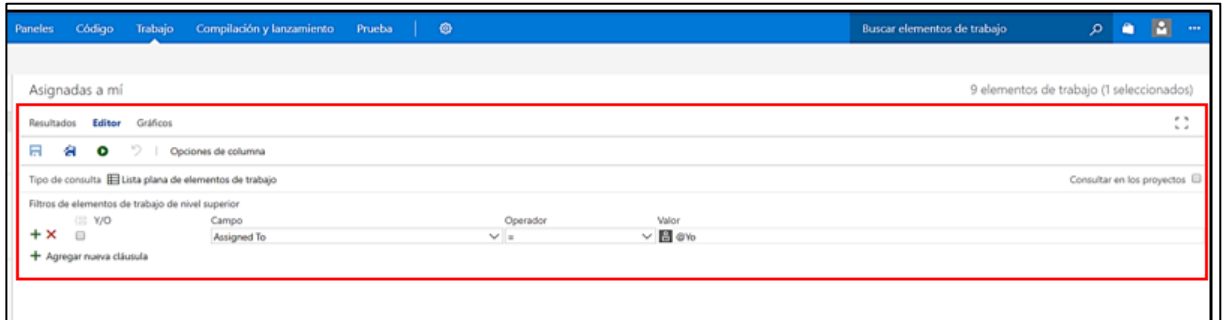 Paneles Código Trabajo Compilación y lanzamiento Prueba Buscar elementos de trabajo
Asignadas a mí 9 elementos de trabajo (1 seleccionados)
Resultados Editor Gráficos
Opciones de columna
Tipo de consulta Lista plana de elementos de trabajo Consultar en los proyectos
Filtros de elementos de trabajo de nivel superior
Y/O Campo Operador Valor
Assigned To = @Yo
Agregar nueva cláusula